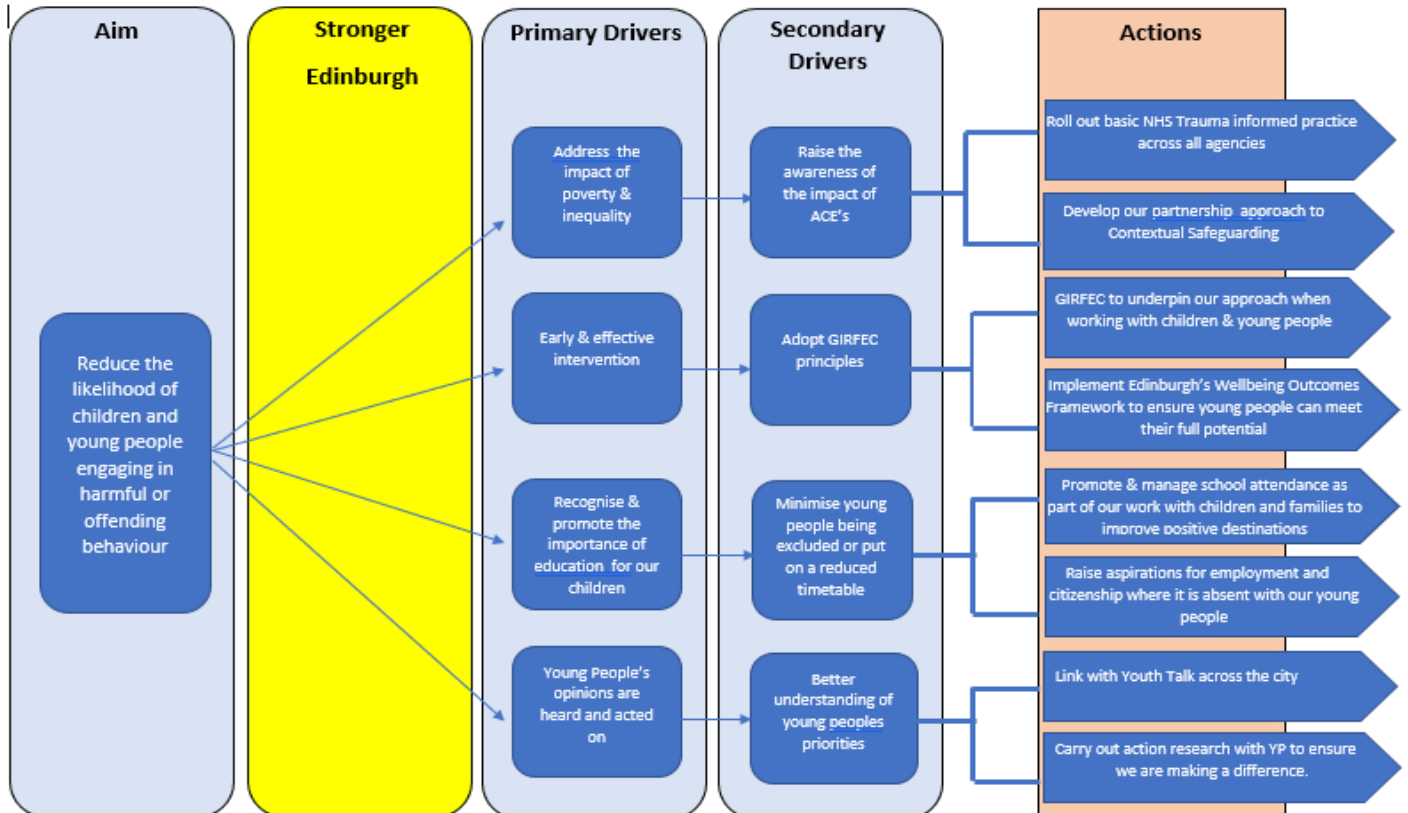 Aim
Stronger
Edinburgh
Primary Drivers
Secondary
Drivers
Actions
Reduce the
likelihood of
children and
young people
engaging in
harmful or
offending
behaviour
Address the
impact of
poverty &
inequality
Raise the
awareness of
the impact of
ACE's
Roll out basic NHS Trauma informed practice
across all agencies
Develop our partnership approach to
Contextual Safeguarding
Early & effective
intervention
Adopt GIRFEC
principles
GIRFEC to underpin our approach when
working with children & young people
Implement Edinburgh's Wellbeing Outcomes
Framework to ensure young people can meet
their full potential
Recognise &
promote the
importance of
education for our
children
Minimise young
people being
excluded or put
on a reduced
timetable
Promote & manage school attendance as
part of our work with children and families to
improve positive destinations
Raise aspirations for employment and
citizenship where it is absent with our young
people
Young People's
opinions are
heard and acted
on
Better
understanding of
young peoples
priorities
Link with Youth Talk across the city
Carry out action research with YP to ensure
we are making a difference.